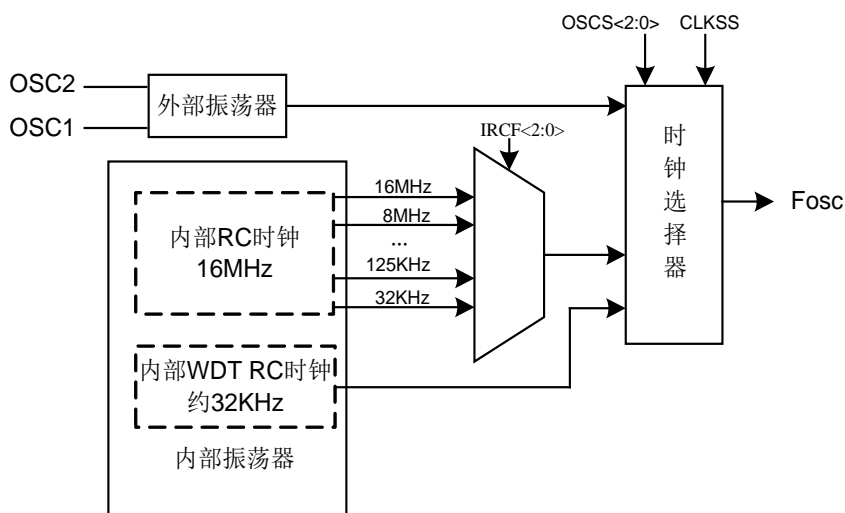 OSCS<2:0>
CLKSS
OSC2
OSC1
外部振荡器
IRCF<2:0>
时钟选择器
Fosc
内部RC时钟
16MHz
16MHz
8MHz
...
125KHz
32KHz
内部WDT RC时钟
约32KHz
内部振荡器